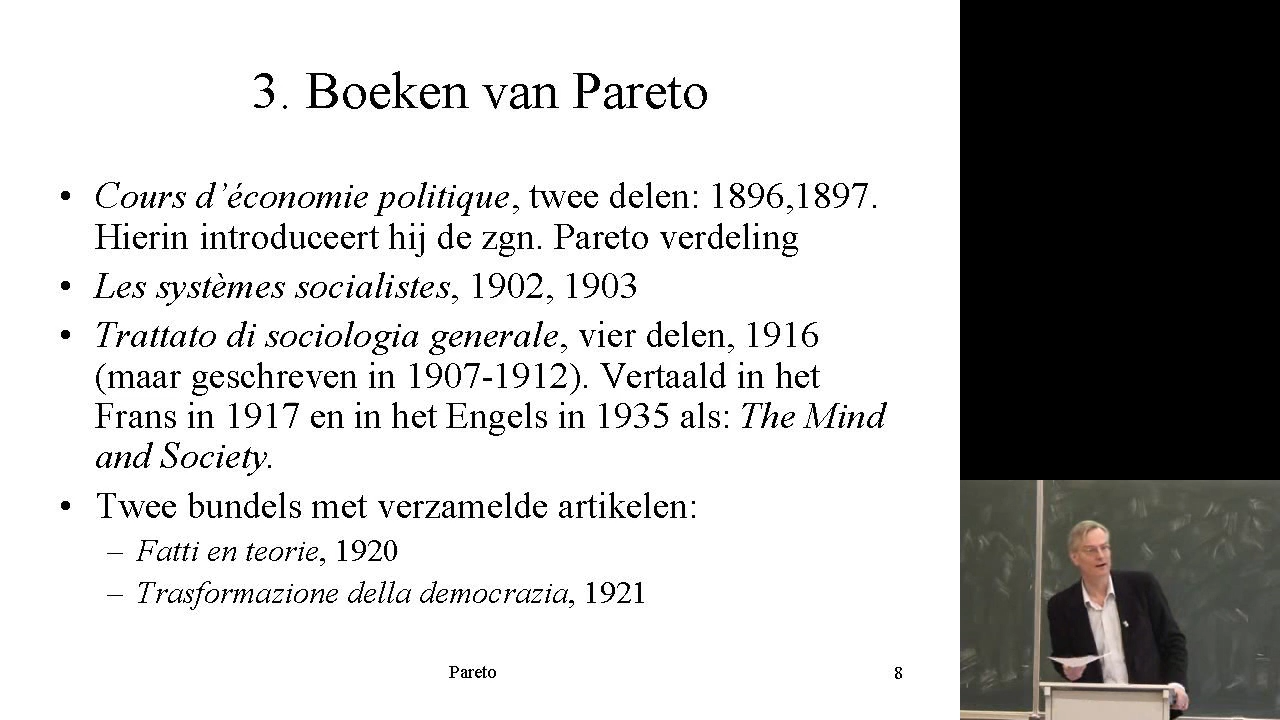 3. Boeken van Pareto
• Cours d’économie politique, twee delen: 1896,1897.
Hierin introduceert hij de zgn. Pareto verdeling
• Les systèmes socialistes, 1902, 1903
• Trattato di sociologia generale, vier delen, 1916
(maar geschreven in 1907-1912). Vertaald in het
Frans in 1917 en in het Engels in 1935 als: The Mind
and Society.
• Twee bundels met verzamelde artikelen:
– Fatti en teorie, 1920
– Trasformazione della democrazia, 1921
Pareto
8